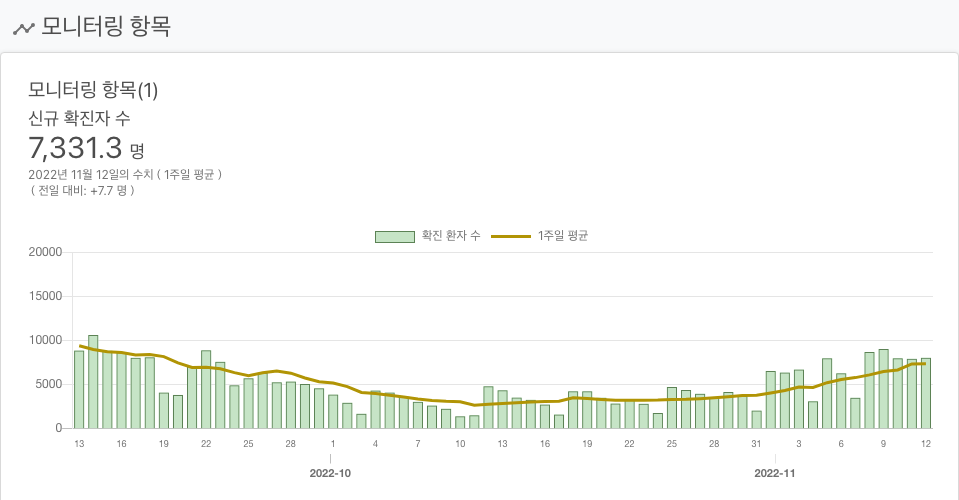 모니터링 항목
모니터링 항목(1)
신규 확진자 수
7,331.3 명
2022년 11월 12일의 수치 ( 1주일 평균 )
( 전일 대비: +7.7 명 )
확진 환자 수 1주일 평균
20000
15000
10000
5000
0
13 16 19 22 25 28 1 4 7 10 13 16 19 22 25 28 31 3 6 9 12
2022-10 2022-11